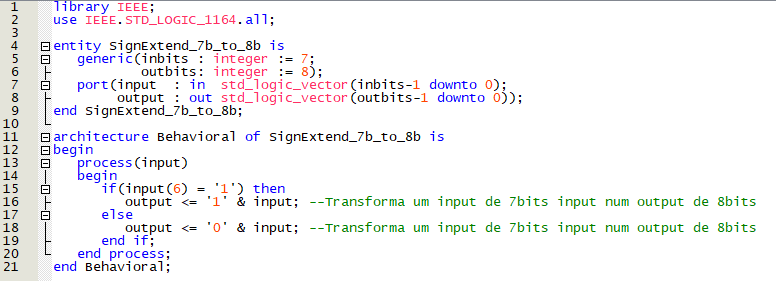 1 library IEEE;
2 use IEEE.STD_LOGIC_1164.all;
3
4 entity SignExtend_7b_to_8b is
5 generic(inbits : integer := 7;
6 outbits: integer := 8);
7 port(input : in std_logic_vector(inbits-1 downto 0);
8 output : out std_logic_vector(outbits-1 downto 0));
9 end SignExtend_7b_to_8b;
10
11 architecture Behavioral of SignExtend_7b_to_8b is
12 begin
13 process(input)
14 begin
15 if(input(6) = '1') then
16 output <= '1' & input; --Transforma um input de 7bits input num output de 8bits
17 else
18 output <= '0' & input; --Transforma um input de 7bits input num output de 8bits
19 end if;
20 end process;
21 end Behavioral;